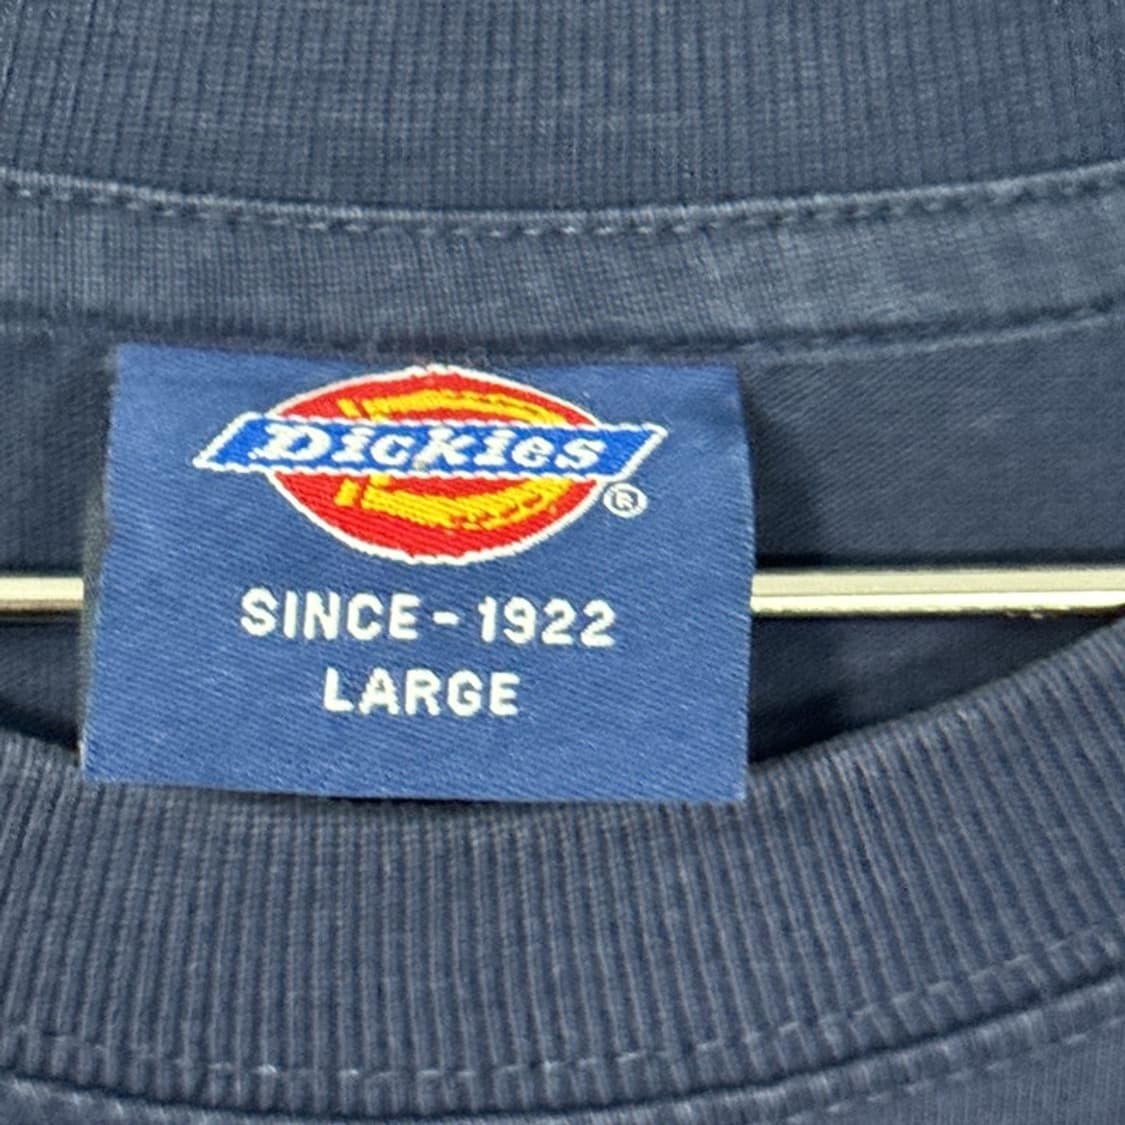 Dickies
®
SINCE-1922
LARGE